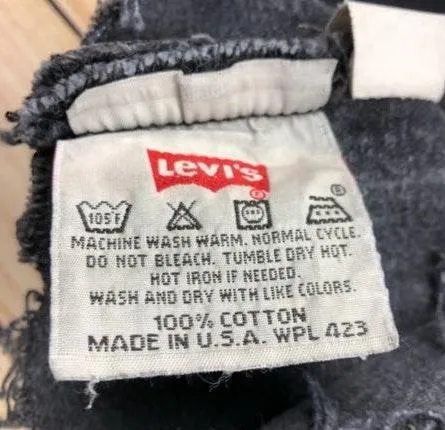 Levi's
®
105°F
MACHINE WASH WARM. NORMAL CYCLE.
DO NOT BLEACH. TUMBLE DRY HOT.
HOT IRON IF NEEDED.
WASH AND DRY WITH LIKE COLORS.
100% COTTON
MADE IN U.S.A. WPL 423